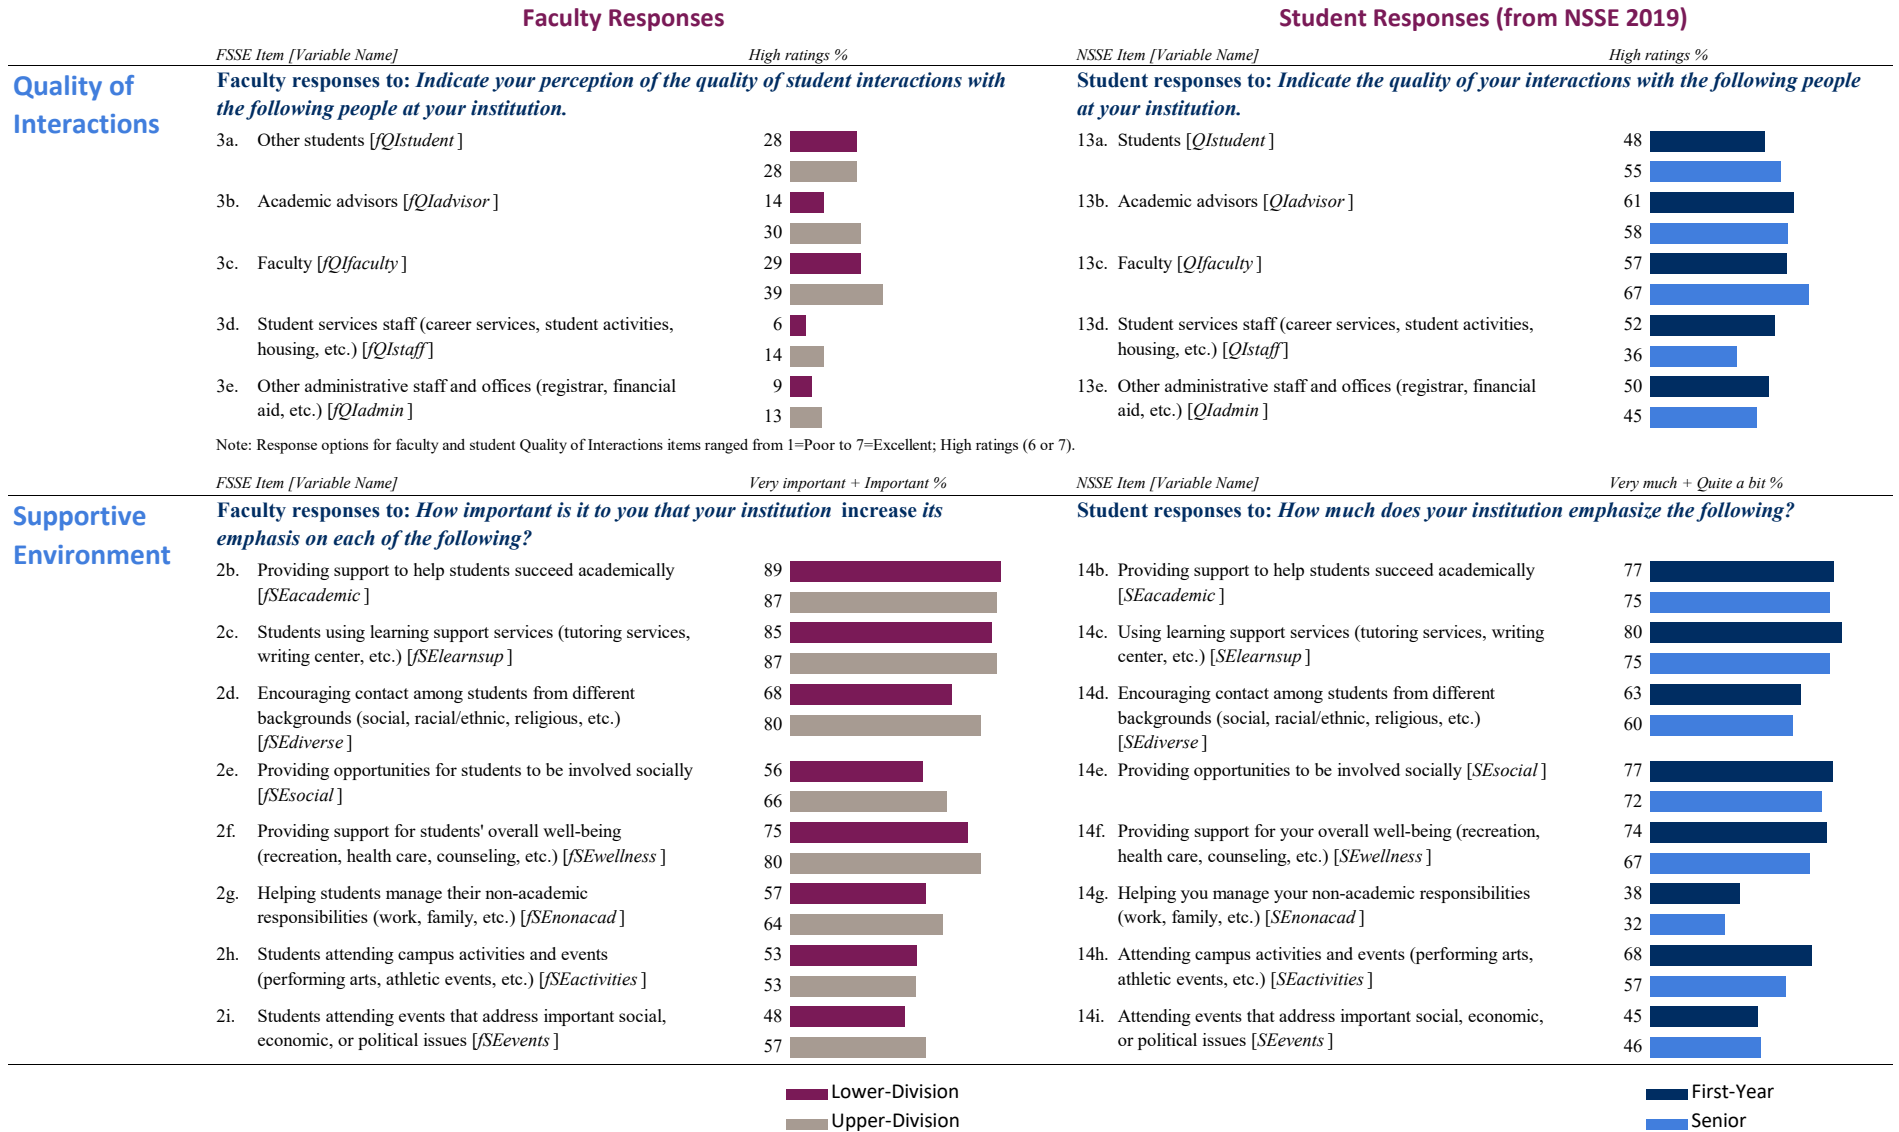 Faculty Responses
Student Responses (from NSSE 2019)
FSSE Item [Variable Name] High ratings % NSSE Item [Variable Name] High ratings %
Quality of Interactions
Faculty responses to: Indicate your perception of the quality of student interactions with
the following people at your institution.
Student responses to: Indicate the quality of your interactions with the following people
at your institution.
3a. Other students [fQIstudent] 28
28
13a. Students [QIstudent] 48
55
3b. Academic advisors [fQIadvisor] 14
30
13b. Academic advisors [QIadvisor] 61
58
3c. Faculty [fQIfaculty] 29
39
13c. Faculty [QIfaculty] 57
67
3d. Student services staff (career services, student activities, 6
housing, etc.) [fQIstaff] 14
13d. Student services staff (career services, student activities, 52
housing, etc.) [QIstaff] 36
3e. Other administrative staff and offices (registrar, financial 9
aid, etc.) [fQIadmin] 13
13e. Other administrative staff and offices (registrar, financial 50
aid, etc.) [QIadmin] 45
Note: Response options for faculty and student Quality of Interactions items ranged from 1=Poor to 7=Excellent; High ratings (6 or 7).
FSSE Item [Variable Name] Very important + Important % NSSE Item [Variable Name] Very much + Quite a bit %
Supportive Environment
Faculty responses to: How important is it to you that your institution increase its
emphasis on each of the following?
Student responses to: How much does your institution emphasize the following?
2b. Providing support to help students succeed academically 89
[fSEacademic] 87
14b. Providing support to help students succeed academically 77
[SEacademic] 75
2c. Students using learning support services (tutoring services, 85
writing center, etc.) [fSElearnsup] 87
14c. Using learning support services (tutoring services, writing 80
center, etc.) [SElearnsup] 75
2d. Encouraging contact among students from different 68
backgrounds (social, racial/ethnic, religious, etc.) 80
[fSEdiverse]
14d. Encouraging contact among students from different 63
backgrounds (social, racial/ethnic, religious, etc.) 60
[SEdiverse]
2e. Providing opportunities for students to be involved socially 56
[fSEsocial] 66
14e. Providing opportunities to be involved socially [SEsocial] 77
72
2f. Providing support for students' overall well-being 75
(recreation, health care, counseling, etc.) [fSEwellness] 80
14f. Providing support for your overall well-being (recreation, 74
health care, counseling, etc.) [SEwellness] 67
2g. Helping students manage their non-academic 57
responsibilities (work, family, etc.) [fSEnonacad] 64
14g. Helping you manage your non-academic responsibilities 38
(work, family, etc.) [SEnonacad] 32
2h. Students attending campus activities and events 53
(performing arts, athletic events, etc.) [fSEactivities] 53
14h. Attending campus activities and events (performing arts, 68
athletic events, etc.) [SEactivities] 57
2i. Students attending events that address important social, 48
economic, or political issues [fSEevents] 57
14i. Attending events that address important social, economic, 45
or political issues [SEevents] 46
Lower-Division
Upper-Division
First-Year
Senior